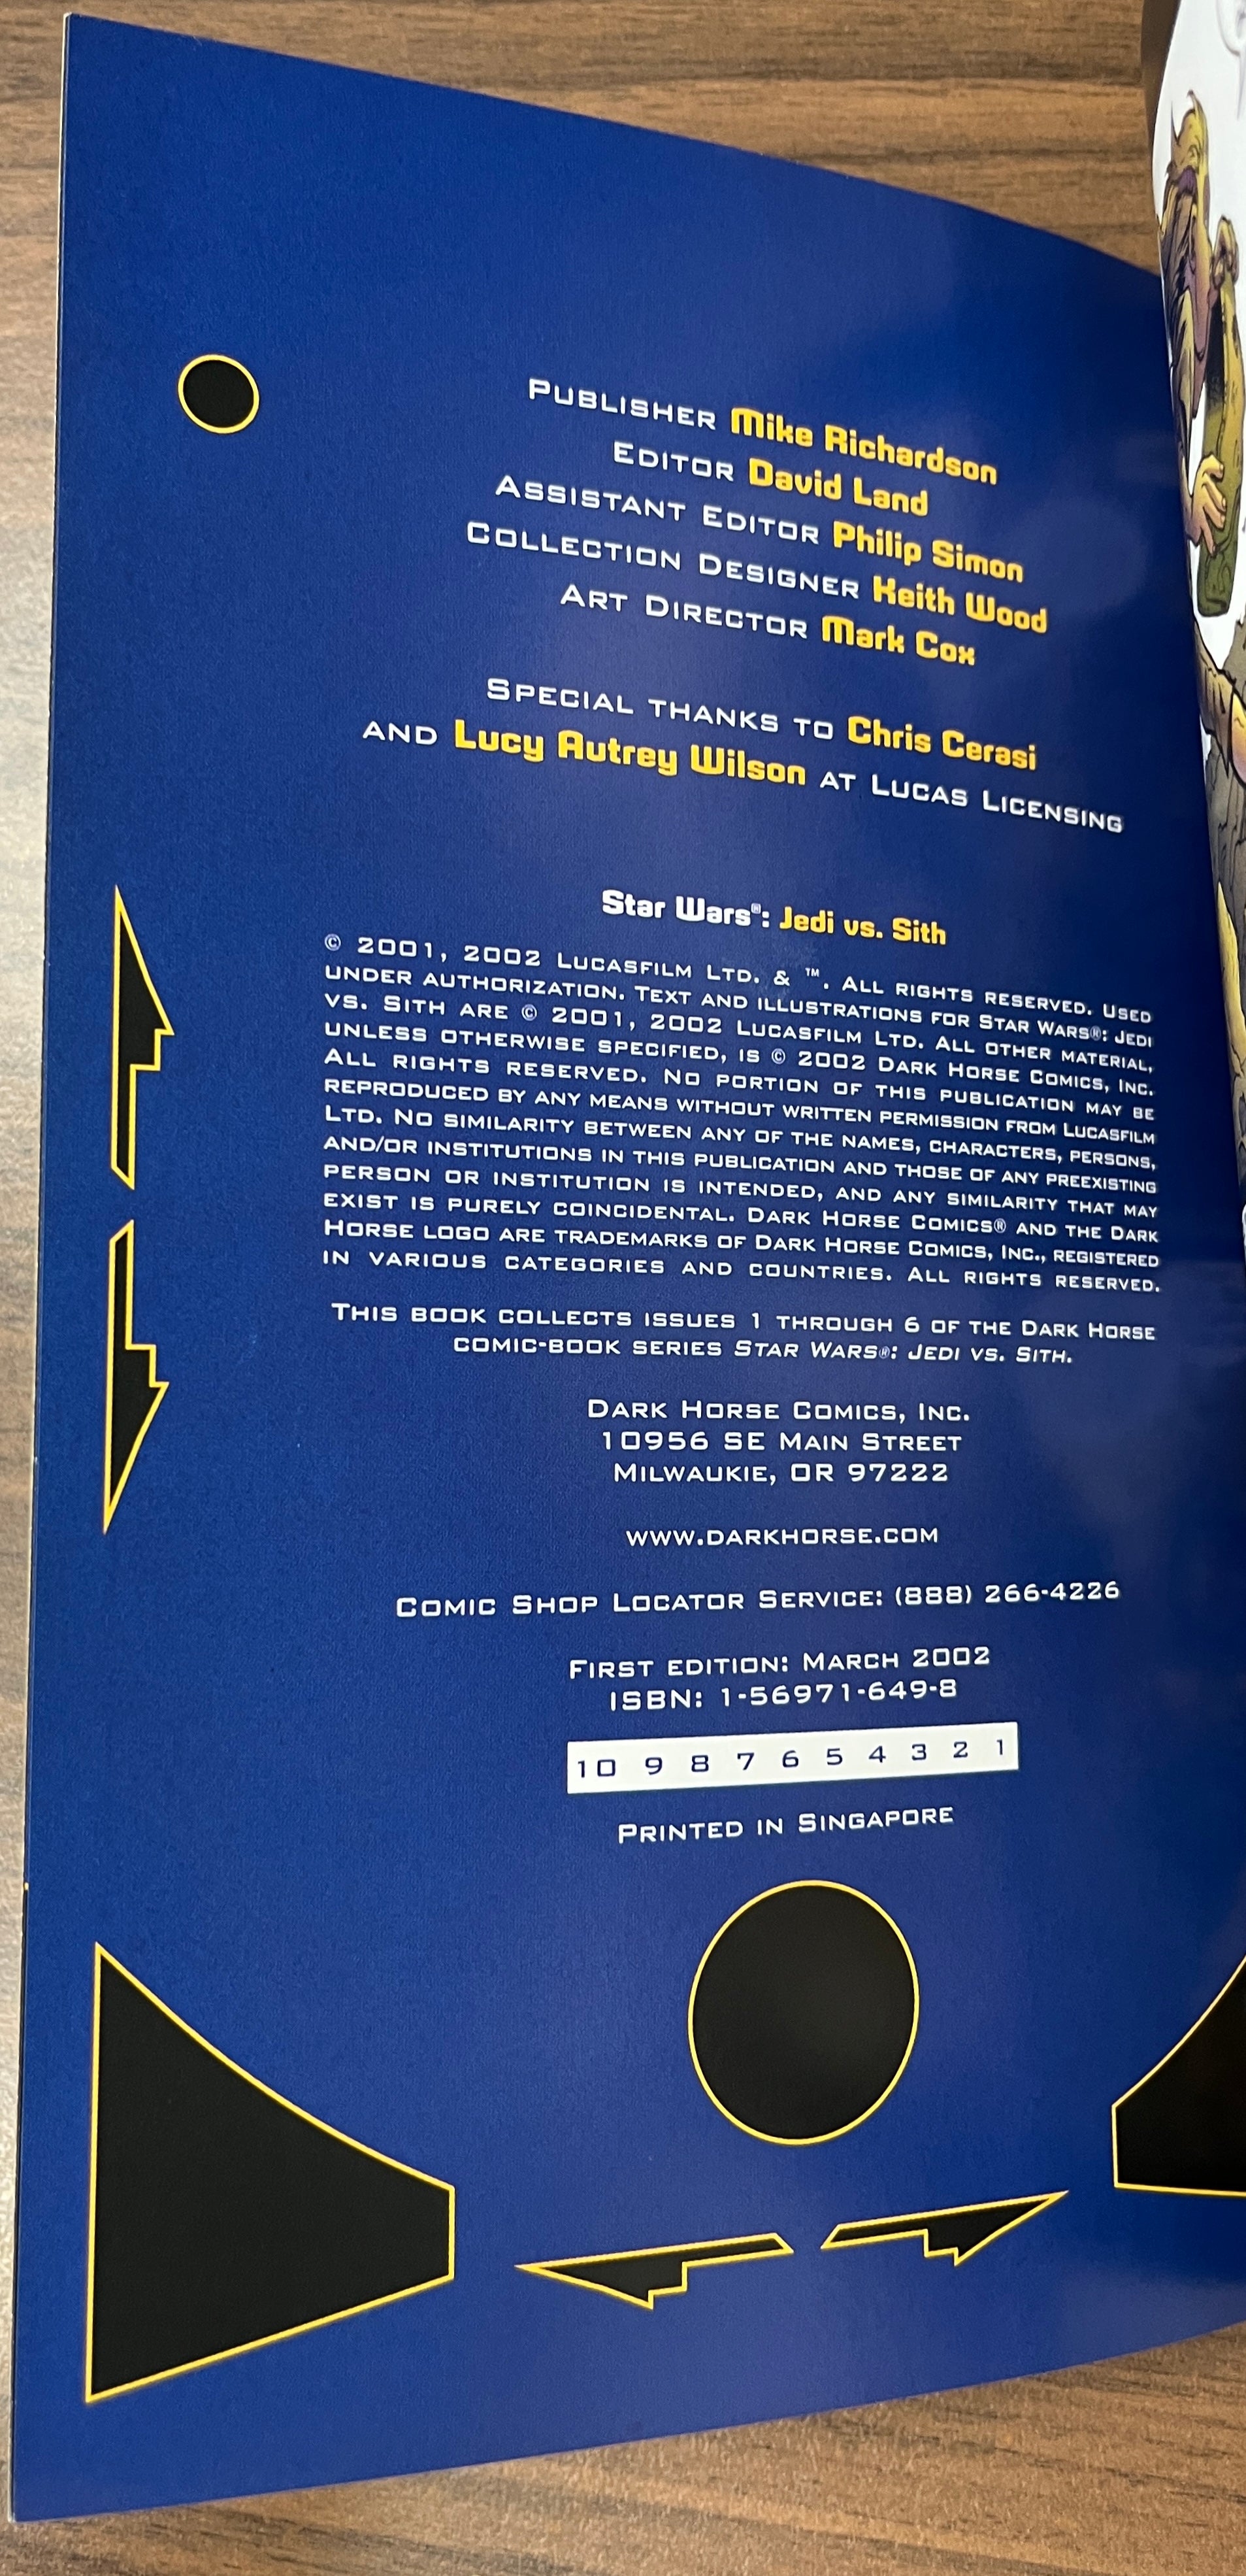 Publisher Mike Richardson
Editor David Land
Assistant Editor Philip Simon
Collection Designer Keith Wood
Art Director Mark Cox
Special thanks to Chris Cerasi
and Lucy Autrey Wilson at Lucas Licensing
Star Wars®: Jedi vs. Sith
© 2001, 2002 Lucasfilm Ltd. & ™. All rights reserved. Used
under authorization. Text and illustrations for Star Wars®: Jedi
vs. Sith are © 2001, 2002 Lucasfilm Ltd. All other material,
unless otherwise specified, is © 2002 Dark Horse Comics, Inc.
All rights reserved. No portion of this publication may be
reproduced by any means without written permission from Lucasfilm
Ltd. No similarity between any of the names, characters, persons,
and/or institutions in this publication and those of any preexisting
person or institution is intended, and any similarity that may
exist is purely coincidental. Dark Horse Comics® and the Dark
Horse logo are trademarks of Dark Horse Comics, Inc., registered
in various categories and countries. All rights reserved.
This book collects issues 1 through 6 of the Dark Horse
comic-book series Star Wars®: Jedi vs. Sith.
Dark Horse Comics, Inc.
10956 SE Main Street
Milwaukie, OR 97222
www.darkhorse.com
Comic Shop Locator Service: (888) 266-4226
First edition: March 2002
ISBN: 1-56971-649-8
10 9 8 7 6 5 4 3 2 1
Printed in Singapore